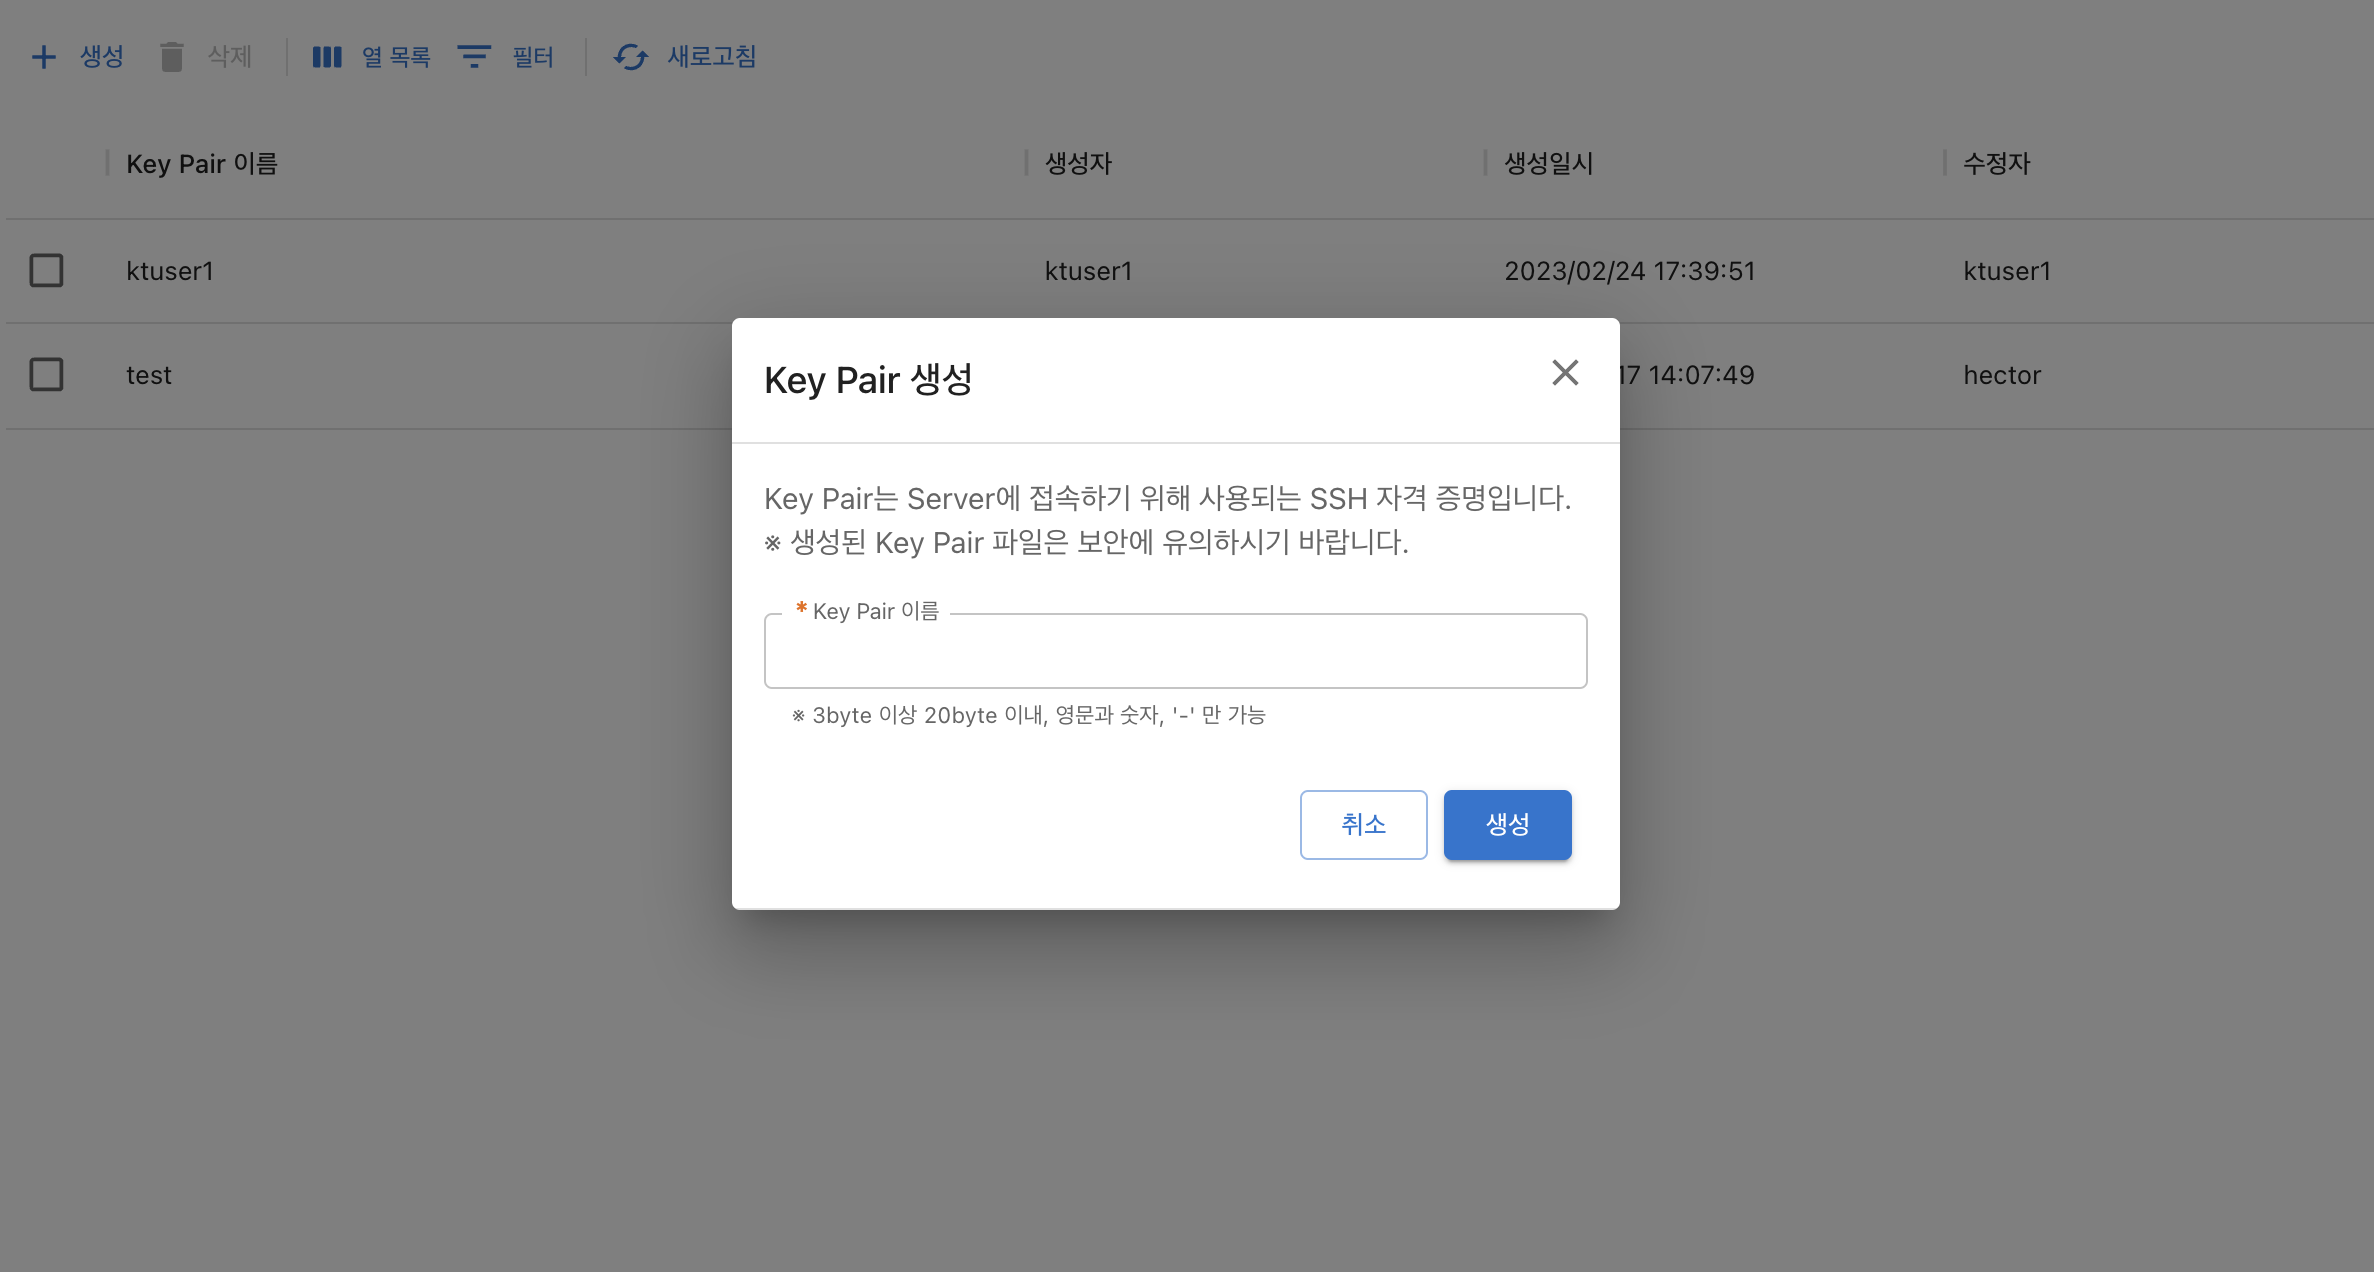 생성 삭제 열 목록 필터 새로고침
Key Pair 이름 생성자 생성일시 수정자
ktuser1 ktuser1 2023/02/24 17:39:51 ktuser1
test 17 14:07:49 hector
Key Pair 생성
Key Pair는 Server에 접속하기 위해 사용되는 SSH 자격 증명입니다.
※ 생성된 Key Pair 파일은 보안에 유의하시기 바랍니다.
* Key Pair 이름
※ 3byte 이상 20byte 이내, 영문과 숫자, '-' 만 가능
취소 생성